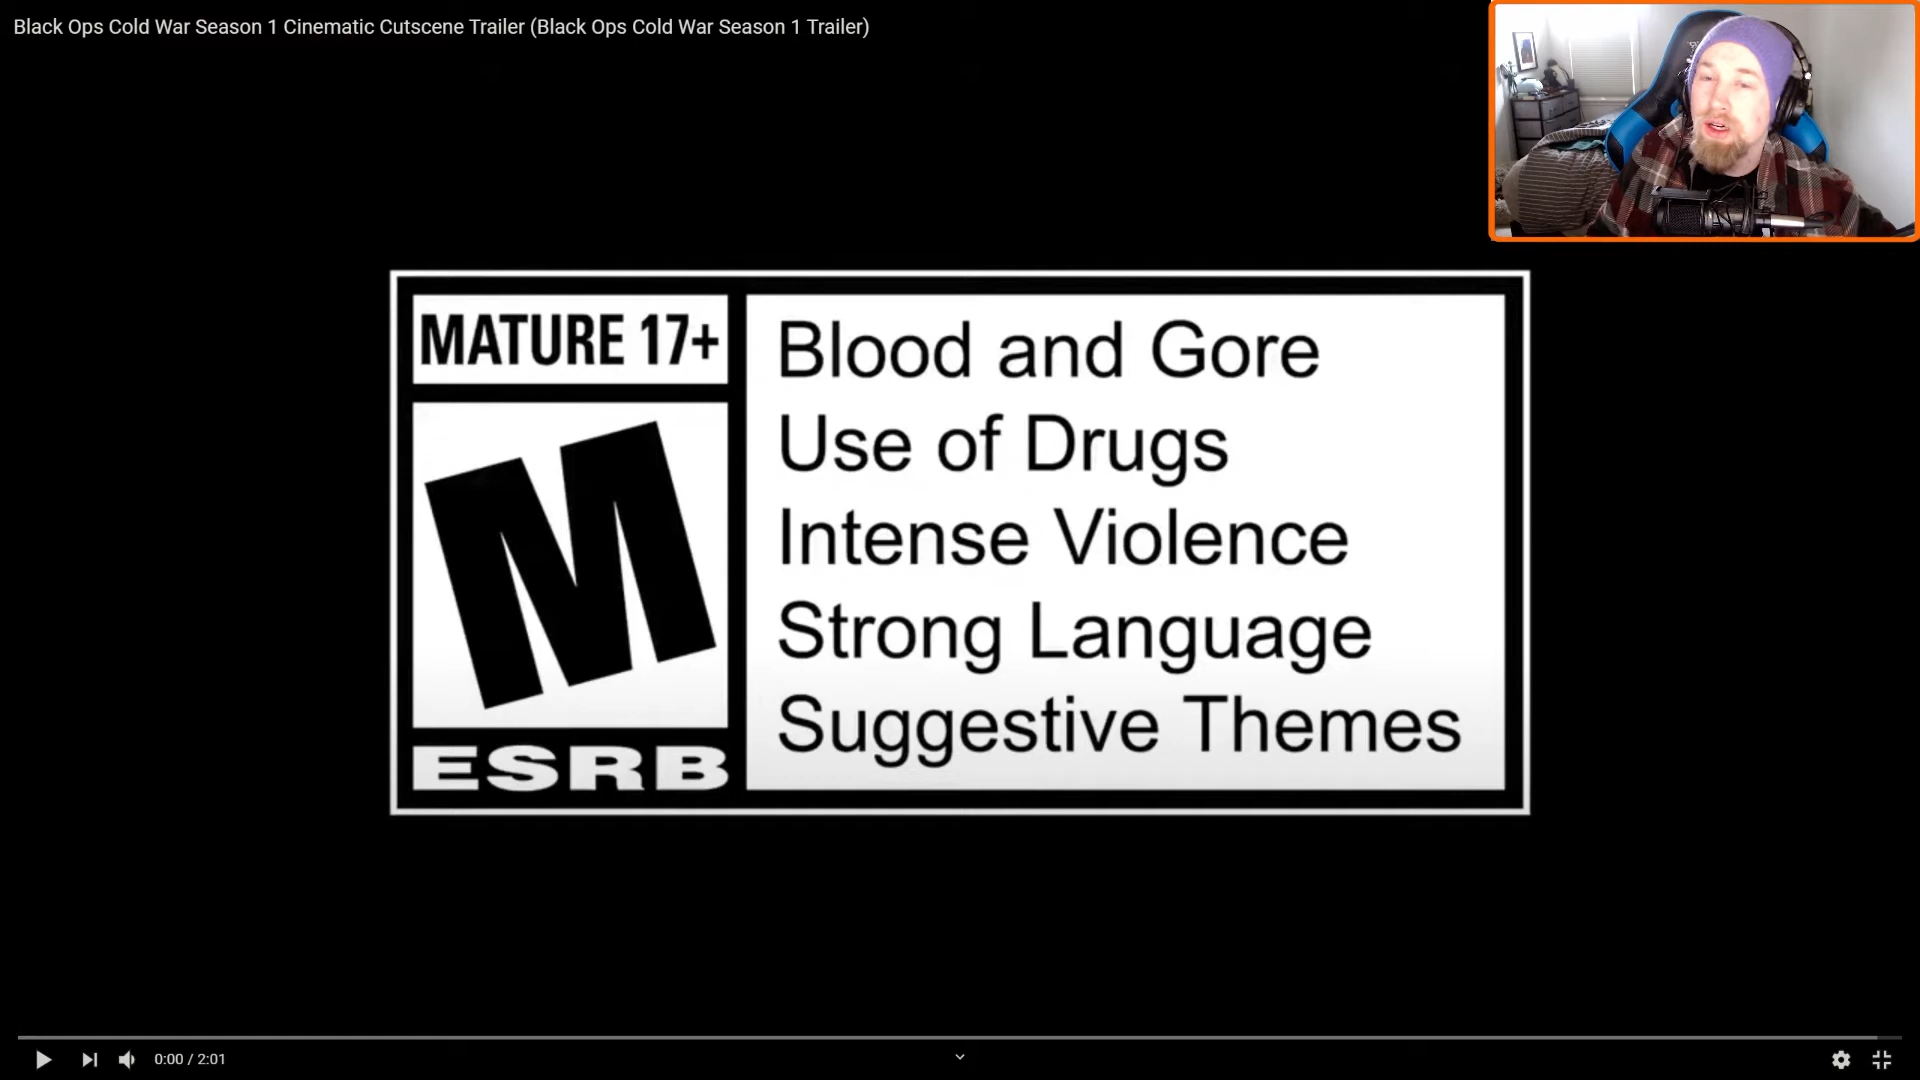 Black Ops Cold War Season 1 Cinematic Cutscene Trailer (Black Ops Cold War Season 1 Trailer)
MATURE 17+
M
ESRB
Blood and Gore
Use of Drugs
Intense Violence
Strong Language
Suggestive Themes
0:00 / 2:01